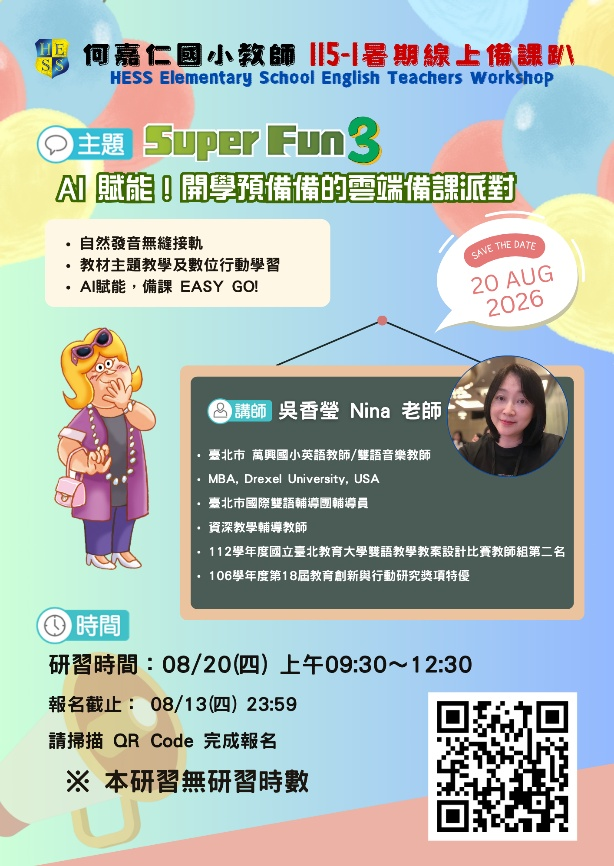 HESS
何嘉仁國小教師 115-1暑期線上備課趴
HESS Elementary School English Teachers Workshop
主題 Super Fun 3
AI 賦能！開學預備備的雲端備課派對
• 自然發音無縫接軌
• 教材主題教學及數位行動學習
• AI賦能，備課 EASY GO!
SAVE THE DATE
20 AUG
2026
講師 吳香瑩 Nina 老師
• 臺北市 萬興國小英語教師/雙語音樂教師
• MBA, Drexel University, USA
• 臺北市國際雙語輔導團輔導員
• 資深教學輔導教師
• 112學年度國立臺北教育大學雙語教學教案設計比賽教師組第二名
• 106學年度第18屆教育創新與行動研究獎項特優
時間
研習時間：08/20(四) 上午09:30～12:30
報名截止： 08/13(四) 23:59
請掃描 QR Code 完成報名
※ 本研習無研習時數